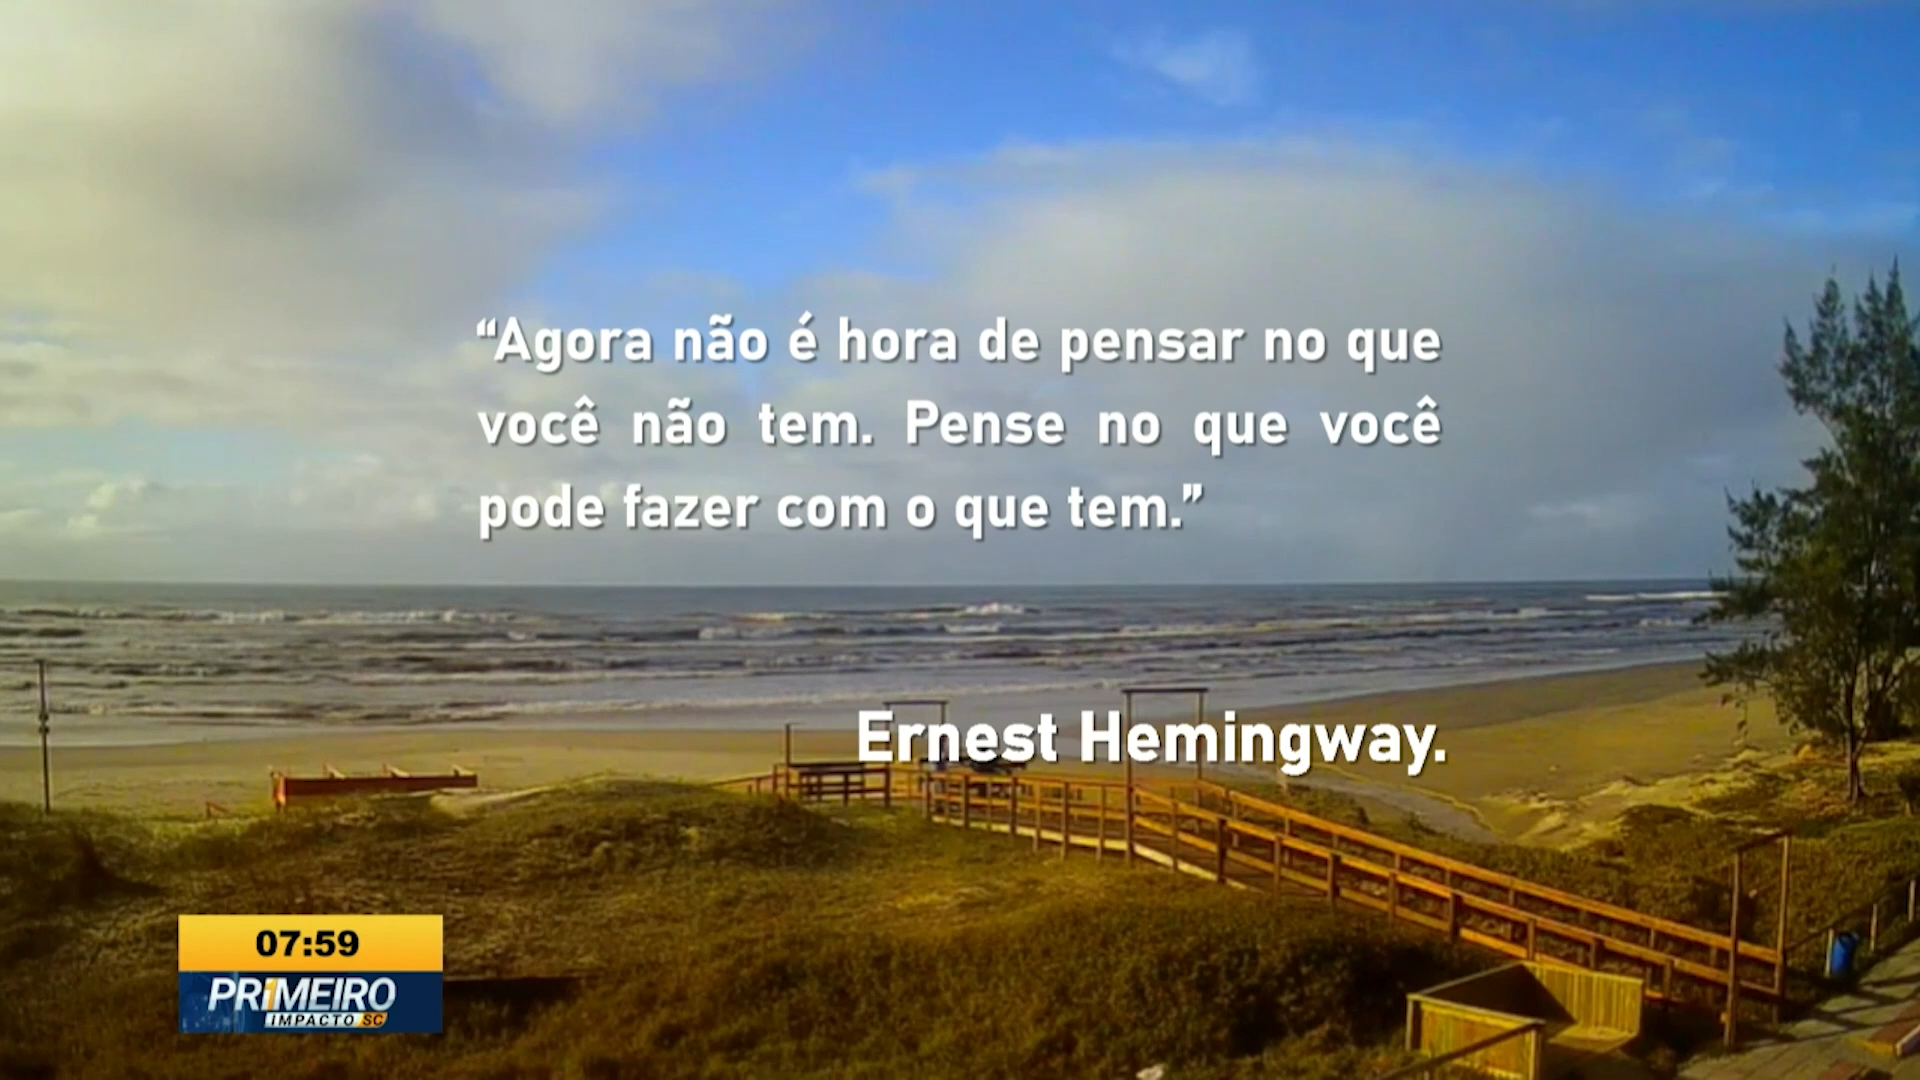 “Agora não é hora de pensar no que
você não tem. Pense no que você
pode fazer com o que tem.”
Ernest Hemingway.
07:59
PR1MEIRO
IMPACTO SC